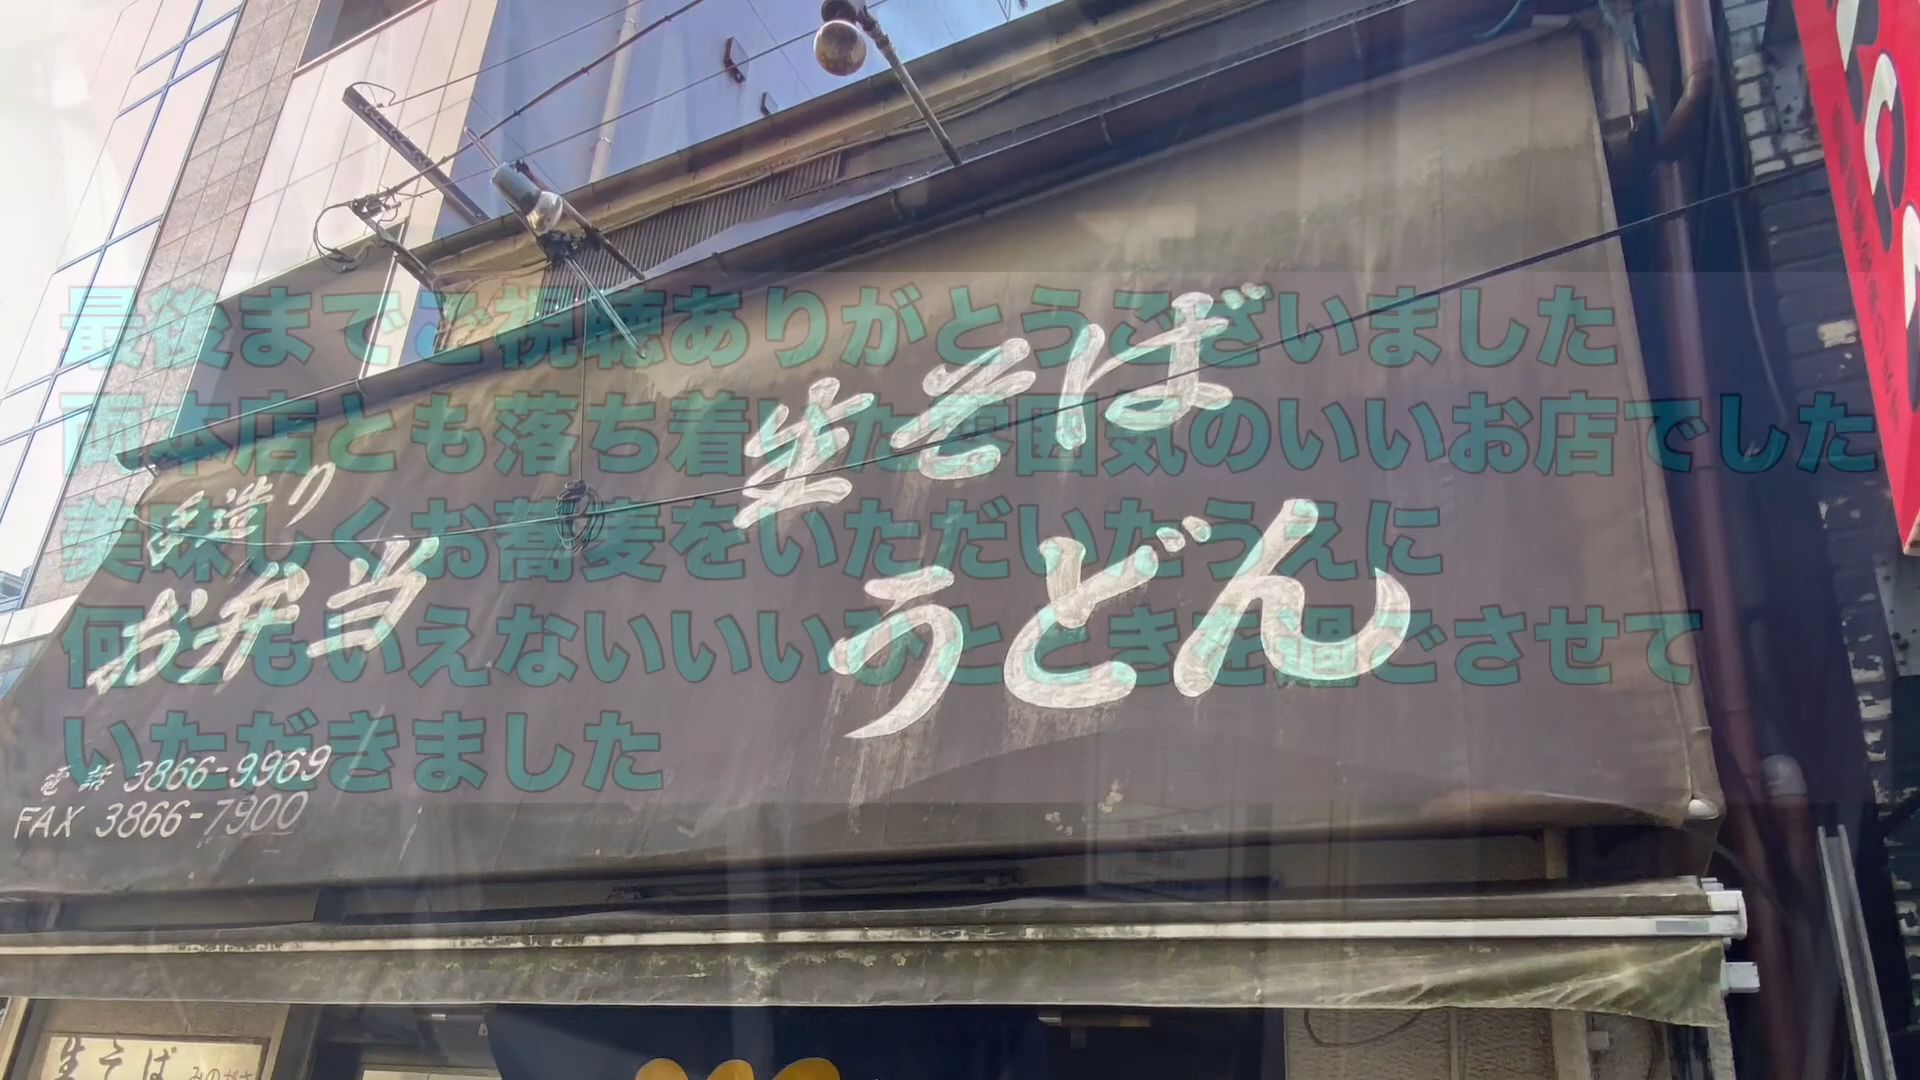 最後までご視聴ありがとうございました
両本店とも落ち着いた雰囲気のいいお店でした
美味しくお蕎麦をいただいたうえに
何ともいえないいいひとときを過ごさせて
いただきました
生そば
うどん
手造り
お弁当
電話 3866-9969
FAX 3866-7900
生そば